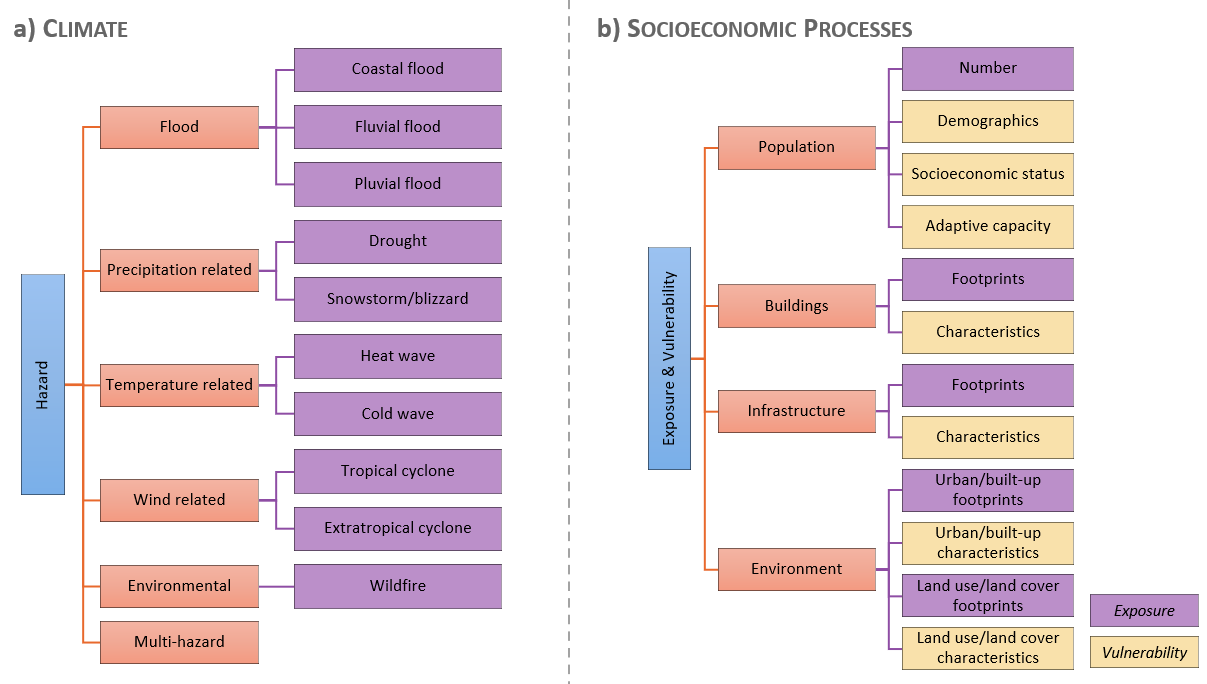 a) CLIMATE
Hazard
Flood
Coastal flood
Fluvial flood
Pluvial flood
Precipitation related
Drought
Snowstorm/blizzard
Temperature related
Heat wave
Cold wave
Wind related
Tropical cyclone
Extratropical cyclone
Environmental
Wildfire
Multi-hazard
b) SOCIOECONOMIC PROCESSES
Exposure & Vulnerability
Population
Number
Demographics
Socioeconomic status
Adaptive capacity
Buildings
Footprints
Characteristics
Infrastructure
Footprints
Characteristics
Environment
Urban/built-up
footprints
Urban/built-up
characteristics
Land use/land cover
footprints
Land use/land cover
characteristics
Exposure
Vulnerability